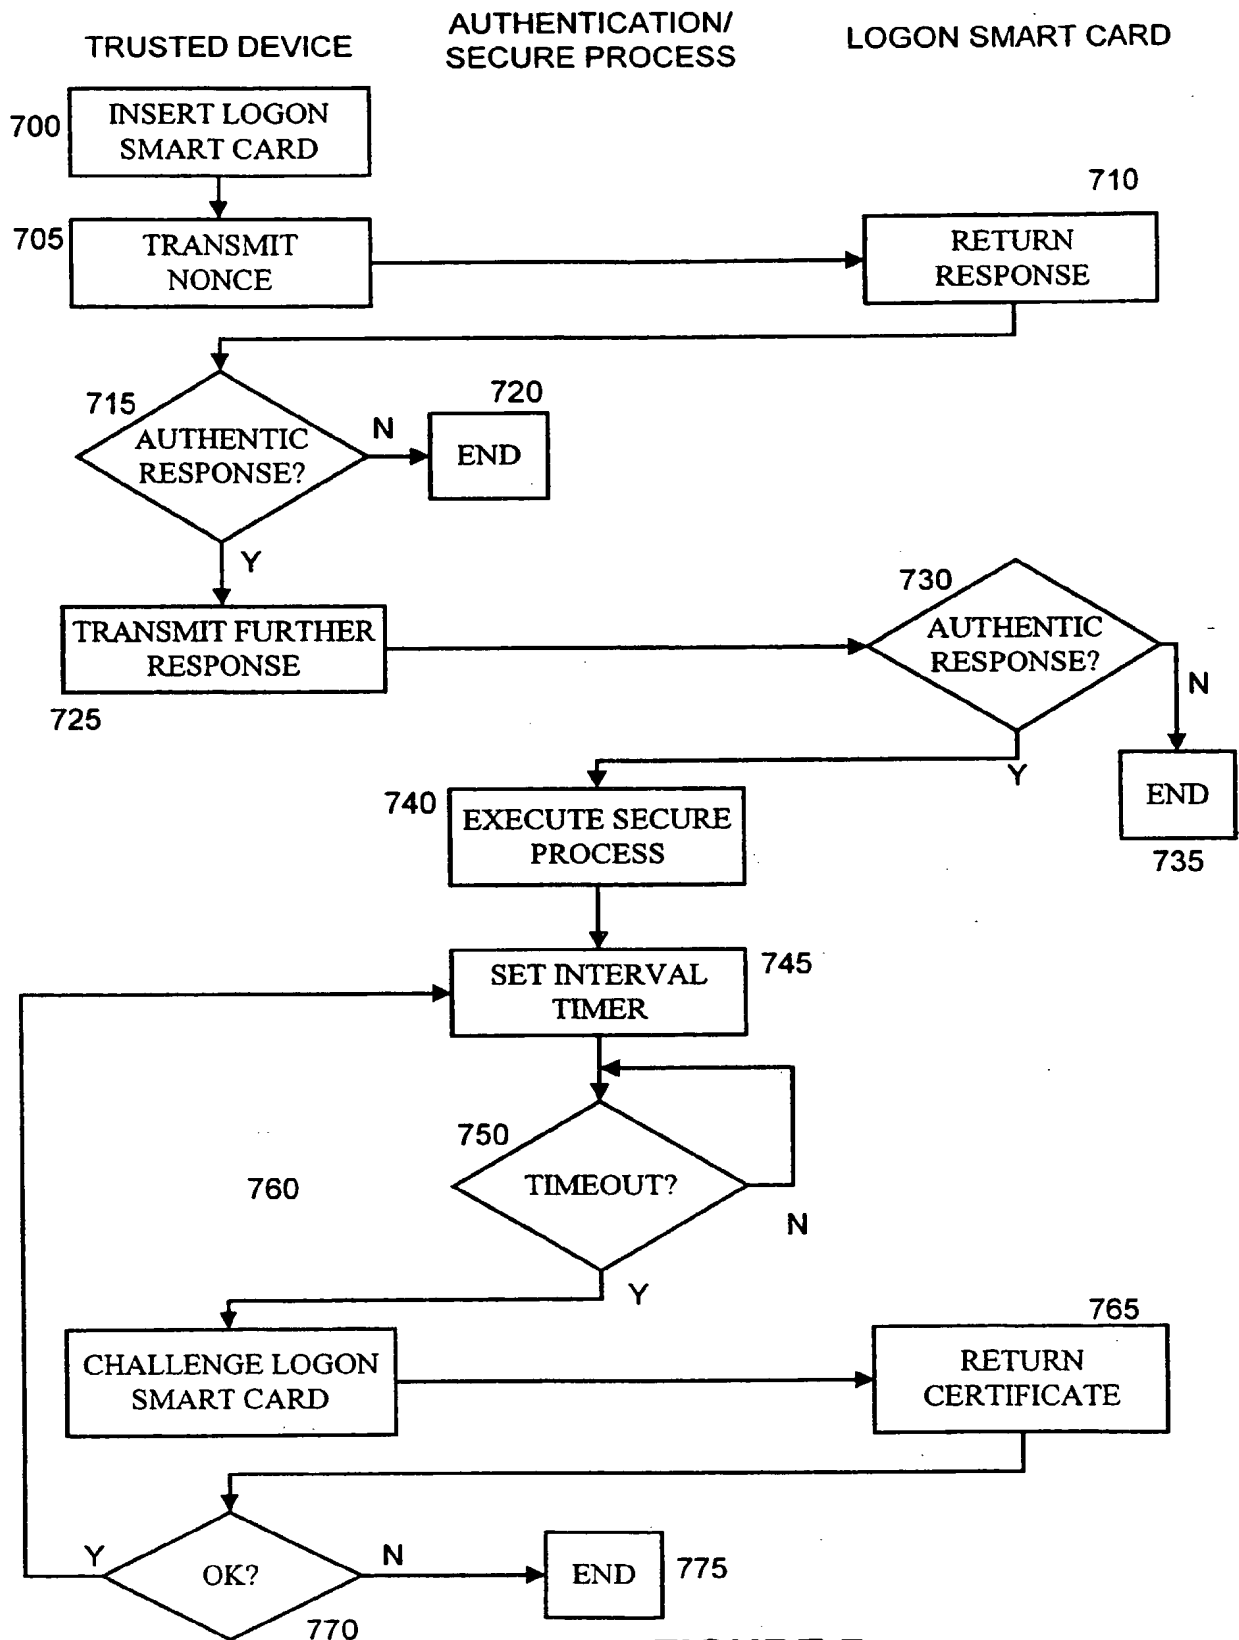 TRUSTED DEVICE
AUTHENTICATION/
SECURE PROCESS
LOGON SMART CARD
700
INSERT LOGON
SMART CARD
705
TRANSMIT
NONCE
710
RETURN
RESPONSE
715
AUTHENTIC
RESPONSE?
N
720
END
Y
TRANSMIT FURTHER
RESPONSE
725
730
AUTHENTIC
RESPONSE?
N
Y
END
735
740
EXECUTE SECURE
PROCESS
745
SET INTERVAL
TIMER
750
TIMEOUT?
N
760
Y
CHALLENGE LOGON
SMART CARD
765
RETURN
CERTIFICATE
Y
OK?
N
770
END
775